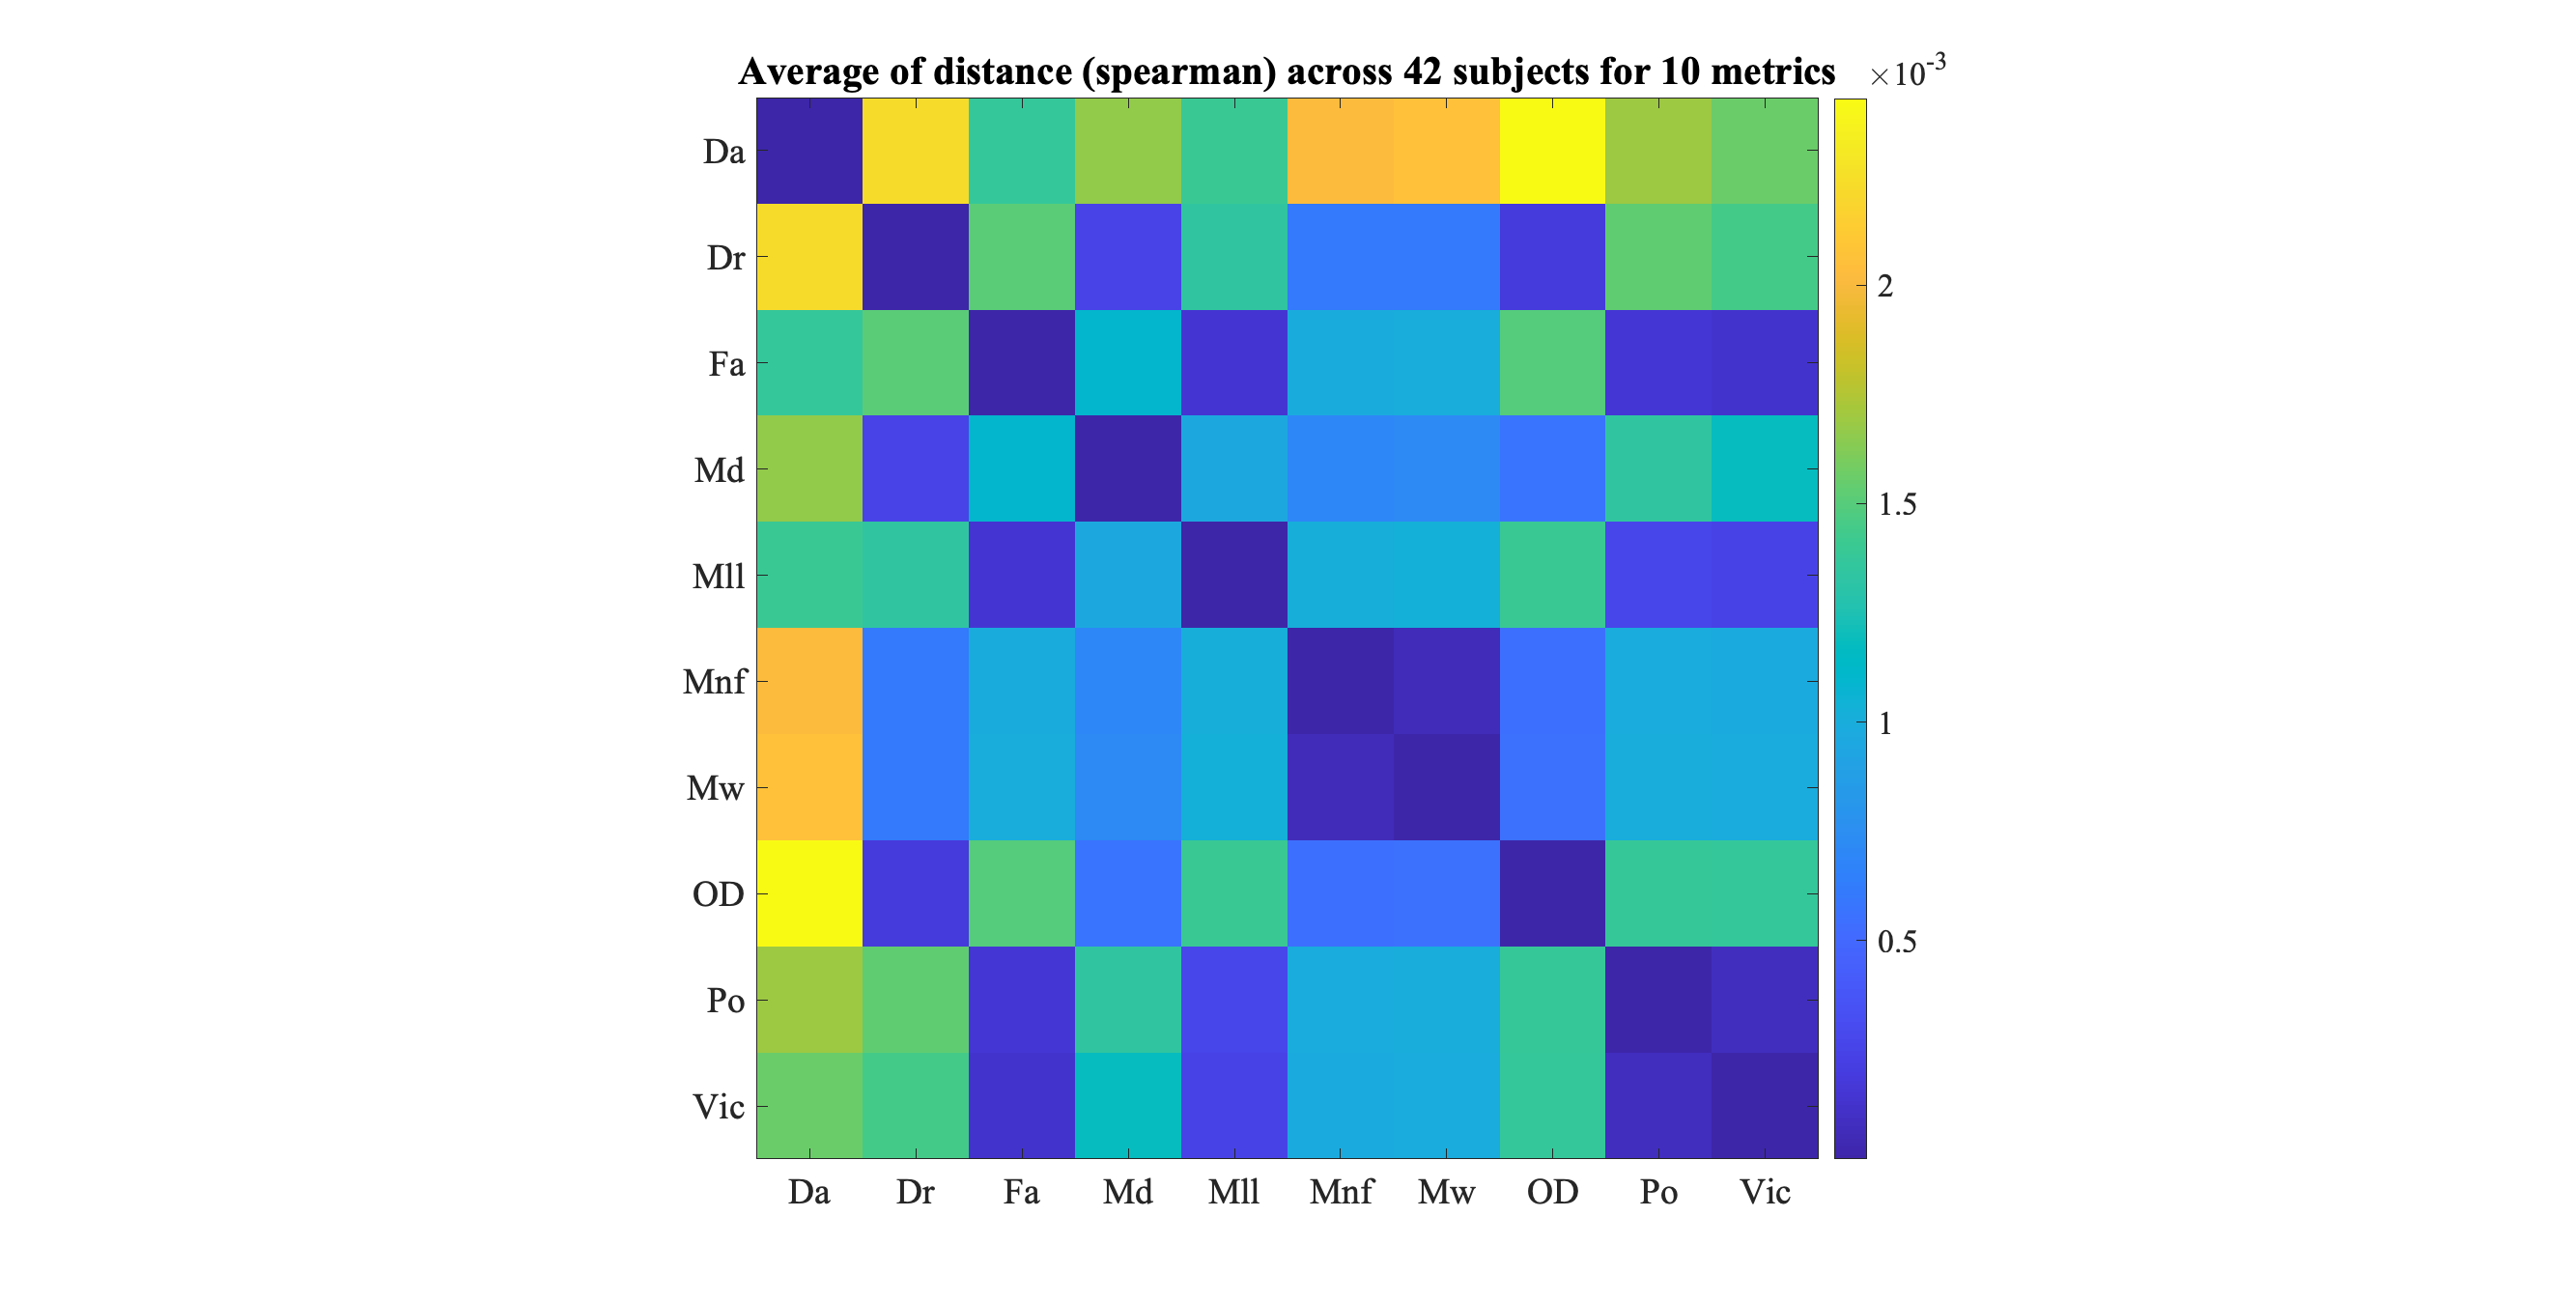 Average of distance (spearman) across 42 subjects for 10 metrics
×10-3
Da
Dr
Fa
Md
Mll
Mnf
Mw
OD
Po
Vic
2
1.5
1
0.5
Da Dr Fa Md Mll Mnf Mw OD Po Vic